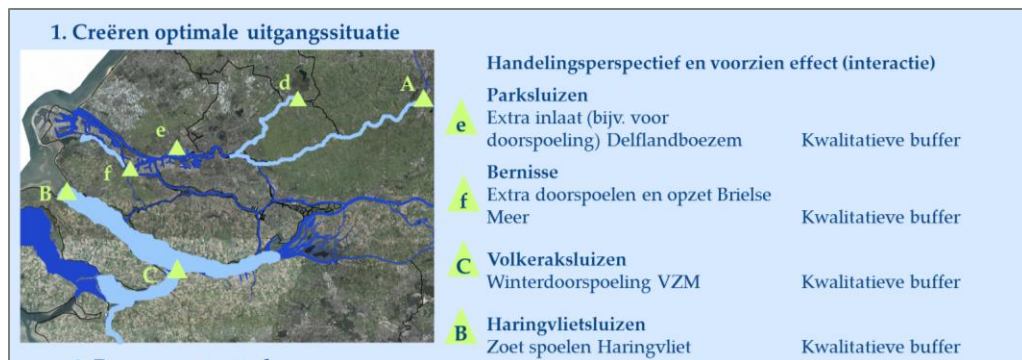 1. Creëren optimale uitgangssituatie
Handelingsperspectief en voorzien effect (interactie)
A
d
e
f
B
C
e
Parksluizen
Extra inlaat (bijv. voor
doorspoeling) Delflandboezem Kwalitatieve buffer
f
Bernisse
Extra doorspoelen en opzet Brielse
Meer Kwalitatieve buffer
C
Volkeraksluizen
Winterdoorspoeling VZM Kwalitatieve buffer
B
Haringvlietsluizen
Zoet spoelen Haringvliet Kwalitatieve buffer